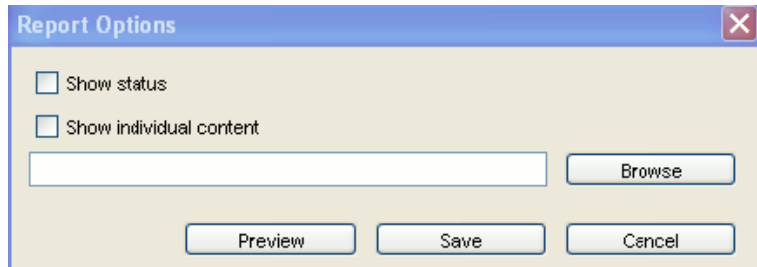 Report Options
Show status
Show individual content
Browse
Preview Save Cancel